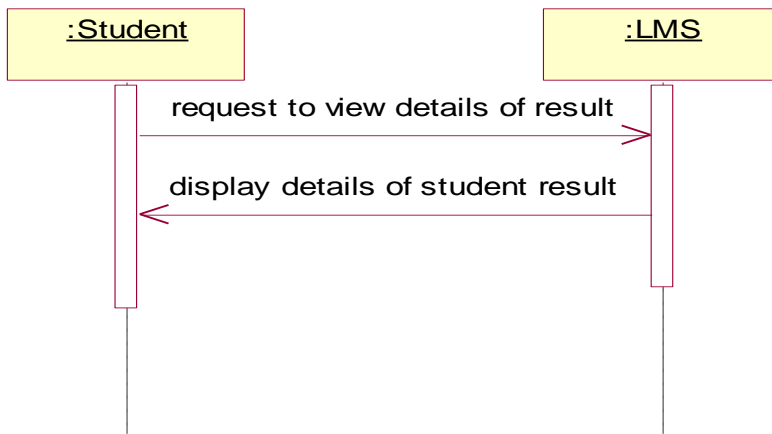 :Student
:LMS
request to view details of result
display details of student result